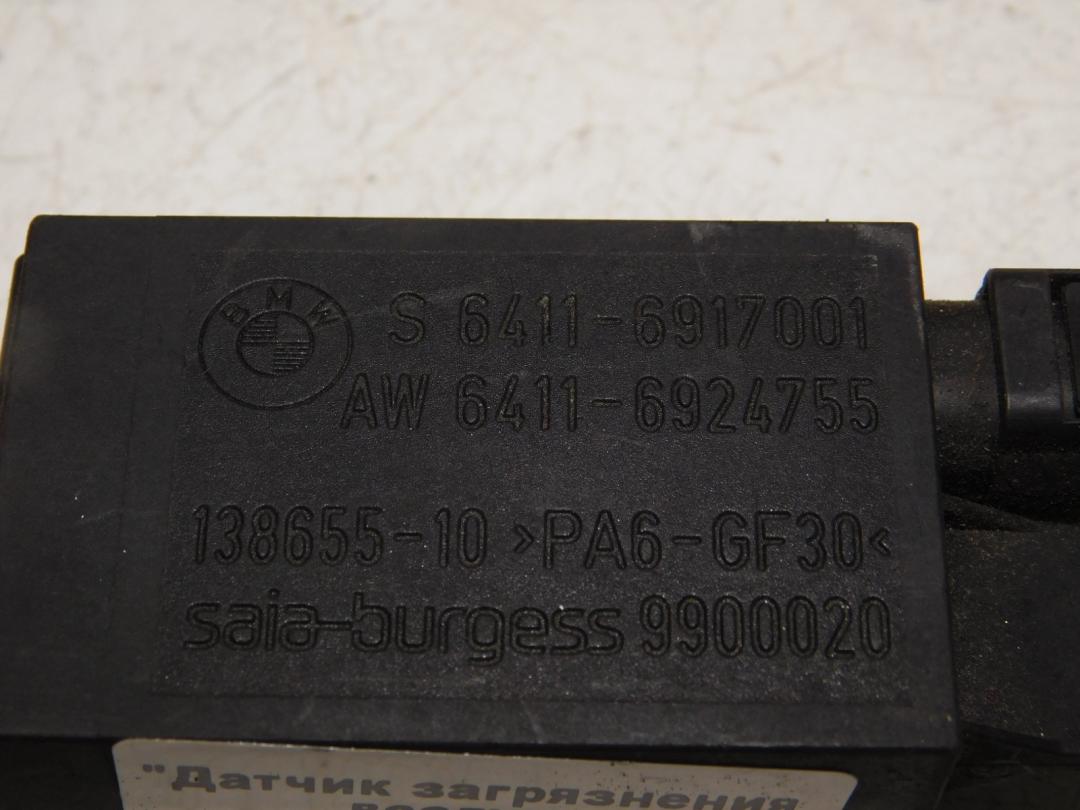 BMW
S 6411-6917001
AW 6411-6924755
138655-10 >PA6-GF30<
saia-burgess 9900020
"Датчик загрязнения